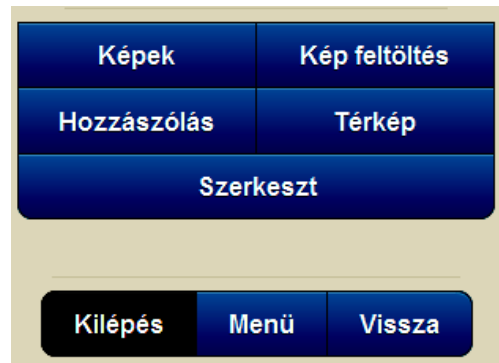 Képek Kép feltöltés
Hozzászólás Térkép
Szerkeszt
Kilépés Menü Vissza